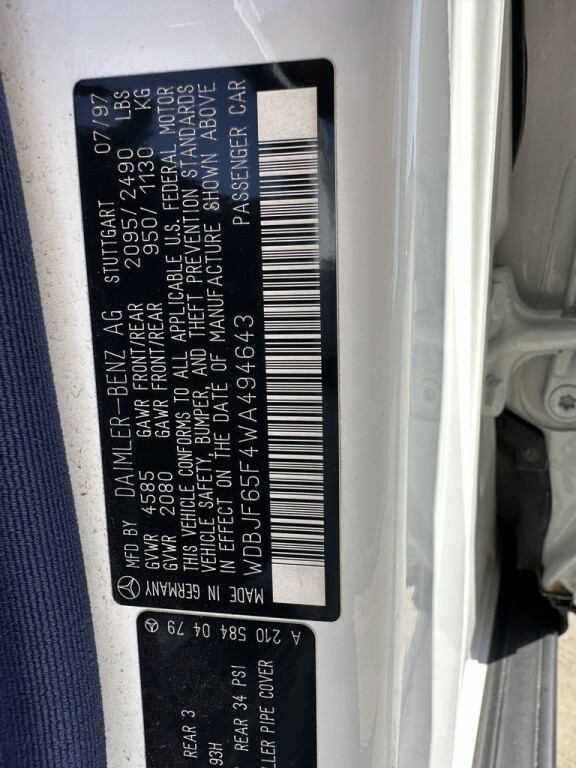 MFD BY DAIMLER-BENZ AG STUTTGART 07/97
GVWR 4585 GAWR FRONT/REAR 2095/2490 LBS
GVWR 2080 GAWR FRONT/REAR 950/1130 KG
THIS VEHICLE CONFORMS TO ALL APPLICABLE U.S. FEDERAL MOTOR
VEHICLE SAFETY, BUMPER, AND THEFT PREVENTION STANDARDS
IN EFFECT ON THE DATE OF MANUFACTURE SHOWN ABOVE
WDBJF65F4WA494643 PASSENGER CAR
MADE IN GERMANY
A 210 584 04 79
REAR 3
93H
REAR 34 PSI
LLER PIPE COVER